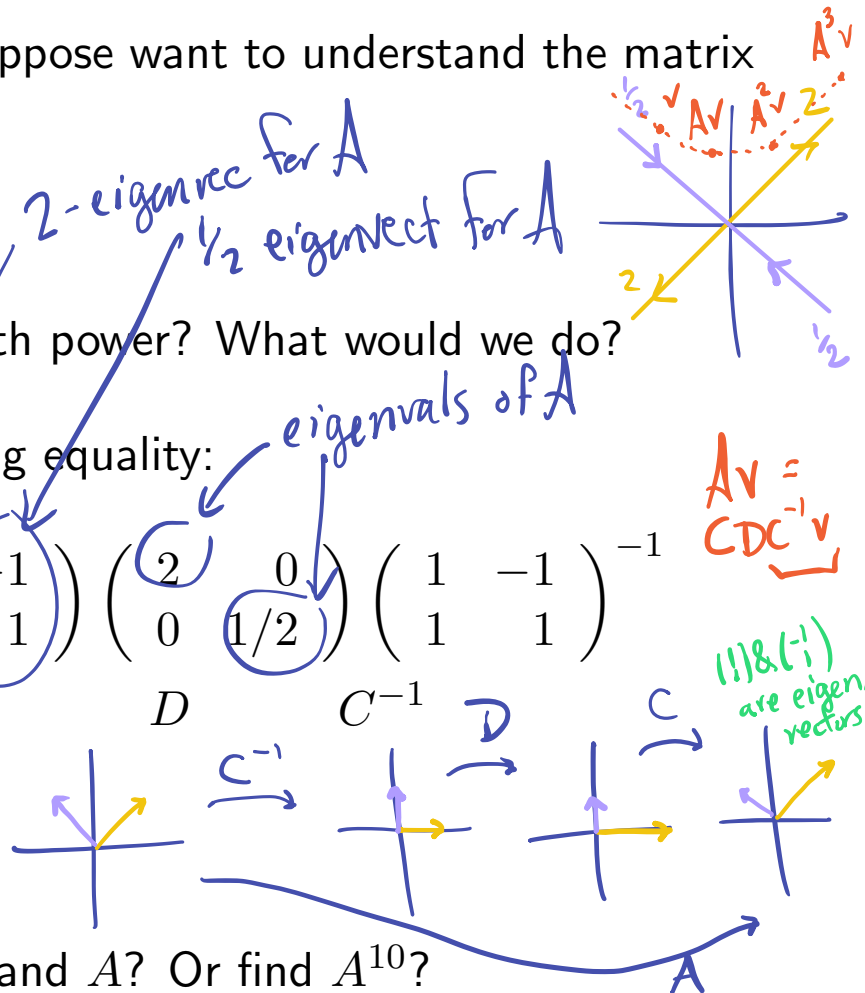 ppose want to understand the matrix
A³v
1/2 v Av A²v 2
2-eigenvec for A
1/2 eigenvect for A
2
1/2
th power? What would we do?
eigenvals of A
g equality:
Av =
CDC⁻¹v
-1 ) ( 2 0 ) ( 1 -1 )⁻¹
1 ) ( 0 1/2 ) ( 1 1 )
(1 1) & (-1 1)
are eigen
vectors
D C⁻¹
C⁻¹ D C
A
and A? Or find A¹⁰?